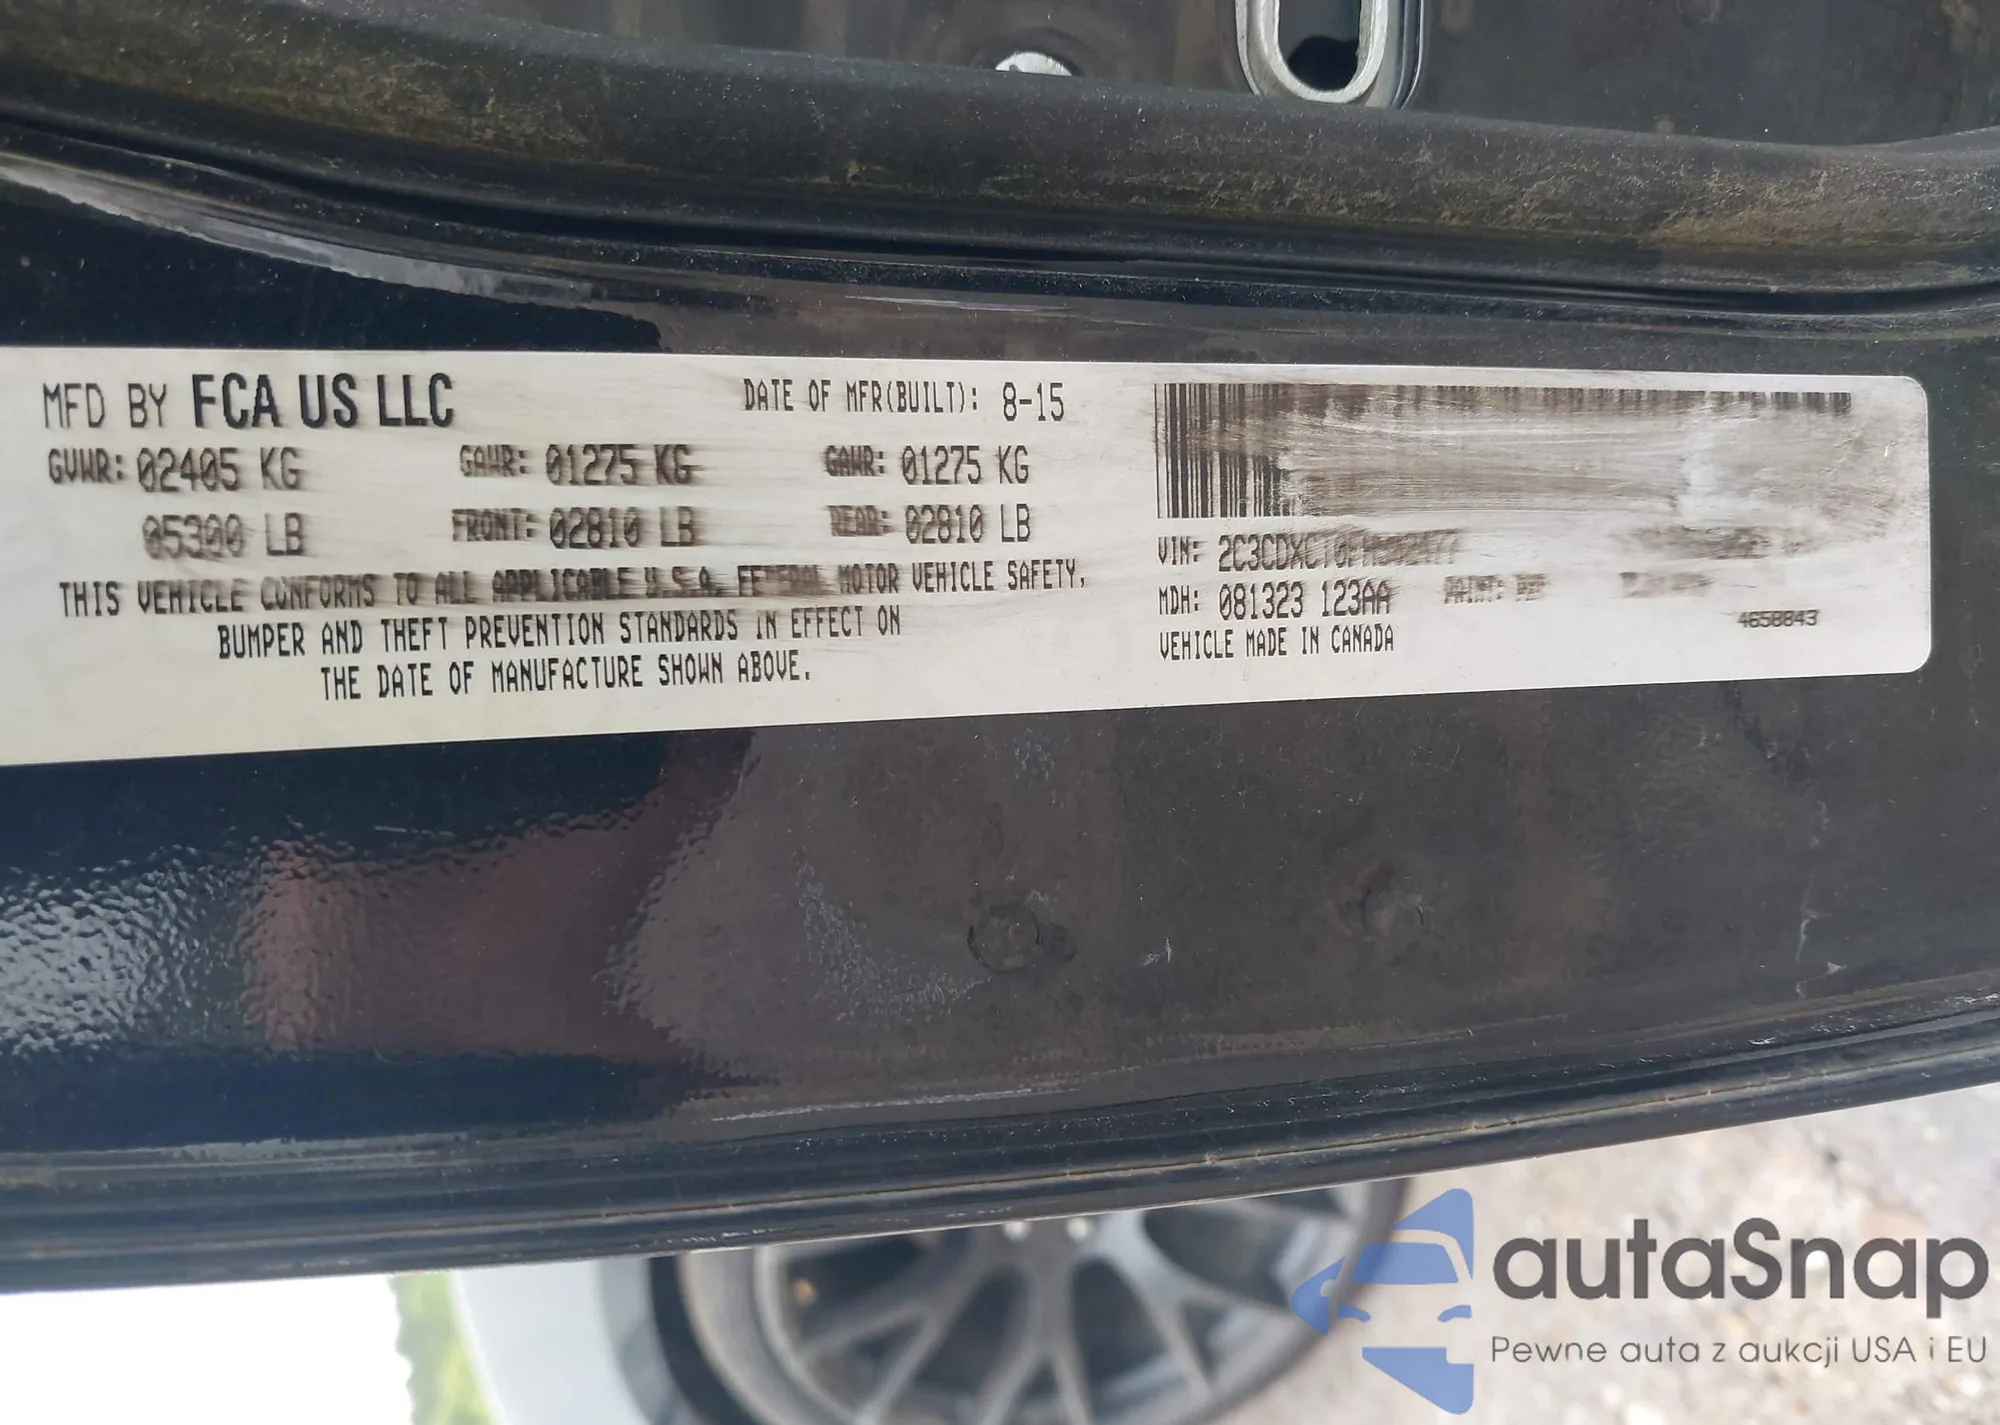 MFD BY FCA US LLC DATE OF MFR(BUILT): 8-15
GVWR: 02405 KG GAWR: 01275 KG GAWR: 01275 KG
05300 LB FRONT: 02810 LB REAR: 02810 LB
THIS VEHICLE CONFORMS TO ALL APPLICABLE U.S.A. FEDERAL MOTOR VEHICLE SAFETY,
BUMPER AND THEFT PREVENTION STANDARDS IN EFFECT ON
THE DATE OF MANUFACTURE SHOWN ABOVE.
VIN:
MDH: 081323 123AA PAINT:
4658843
VEHICLE MADE IN CANADA
autaSnap
Pewne auta z aukcji USA i EU